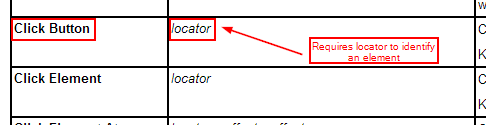 Click Button locator C
Requires locator to identify
an element
K
Click Element locator C
K